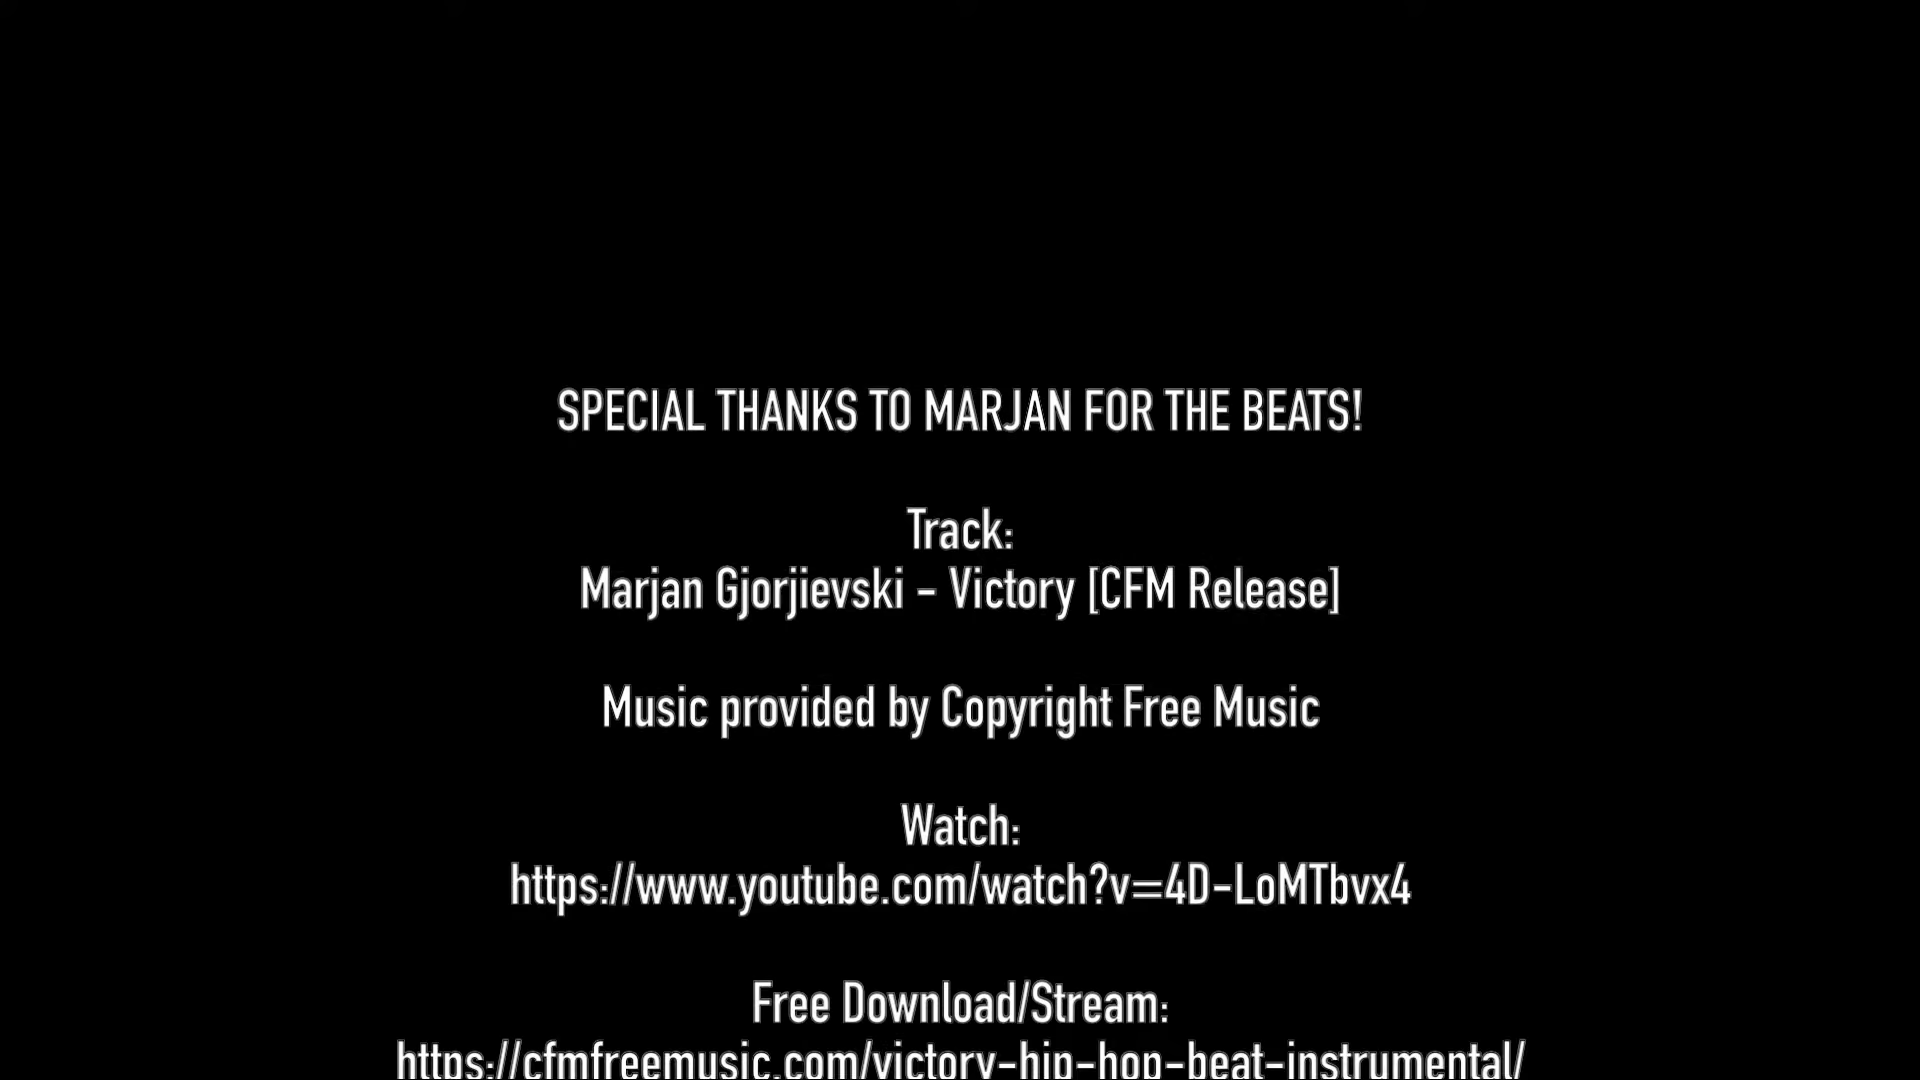 SPECIAL THANKS TO MARJAN FOR THE BEATS!
Track:
Marjan Gjorjievski - Victory [CFM Release]
Music provided by Copyright Free Music
Watch:
https://www.youtube.com/watch?v=4D-LoMTbvx4
Free Download/Stream:
https://cfmfreemusic.com/victory-hip-hop-beat-instrumental/